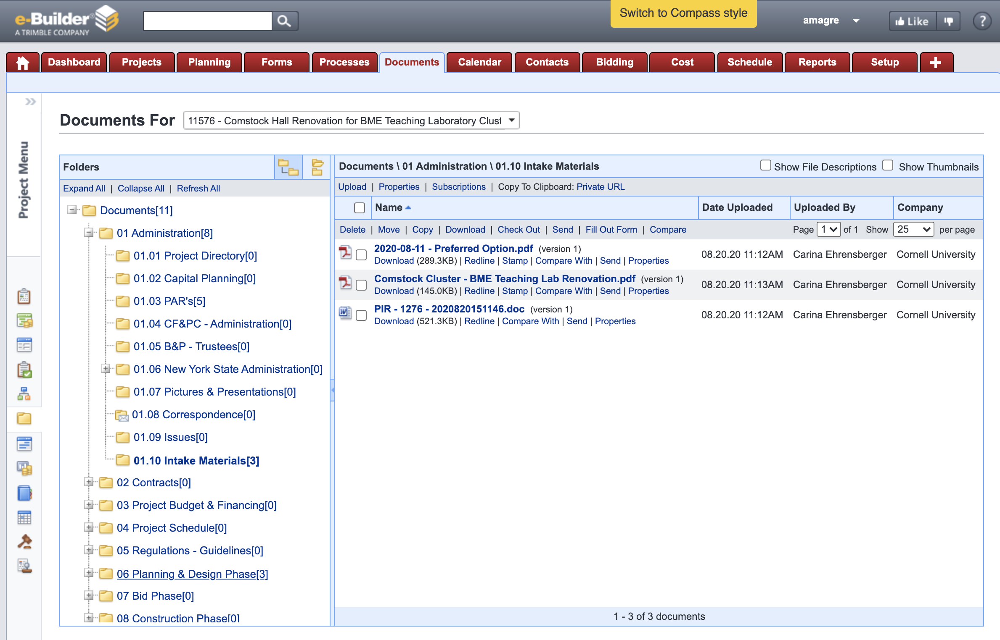 e-Builder®
A TRIMBLE COMPANY
Switch to Compass style
amagre
Like
?
Dashboard
Projects
Planning
Forms
Processes
Documents
Calendar
Contacts
Bidding
Cost
Schedule
Reports
Setup
Project Menu
Documents For
11576 - Comstock Hall Renovation for BME Teaching Laboratory Clust
Folders
Expand All | Collapse All | Refresh All
Documents[11]
01 Administration[8]
01.01 Project Directory[0]
01.02 Capital Planning[0]
01.03 PAR's[5]
01.04 CF&PC - Administration[0]
01.05 B&P - Trustees[0]
01.06 New York State Administration[0]
01.07 Pictures & Presentations[0]
01.08 Correspondence[0]
01.09 Issues[0]
01.10 Intake Materials[3]
02 Contracts[0]
03 Project Budget & Financing[0]
04 Project Schedule[0]
05 Regulations - Guidelines[0]
06 Planning & Design Phase[3]
07 Bid Phase[0]
08 Construction Phase[0]
Documents \ 01 Administration \ 01.10 Intake Materials
Show File Descriptions
Show Thumbnails
Upload | Properties | Subscriptions | Copy To Clipboard: Private URL
Name
Date Uploaded
Uploaded By
Company
Delete | Move | Copy | Download | Check Out | Send | Fill Out Form | Compare
Page 1 of 1 Show 25 per page
2020-08-11 - Preferred Option.pdf (version 1)
Download (289.3KB) | Redline | Stamp | Compare With | Send | Properties
08.20.20 11:12AM
Carina Ehrensberger
Cornell University
Comstock Cluster - BME Teaching Lab Renovation.pdf (version 1)
Download (145.0KB) | Redline | Stamp | Compare With | Send | Properties
08.20.20 11:13AM
Carina Ehrensberger
Cornell University
PIR - 1276 - 2020820151146.doc (version 1)
Download (521.3KB) | Redline | Compare With | Send | Properties
08.20.20 11:12AM
Carina Ehrensberger
Cornell University
1 - 3 of 3 documents